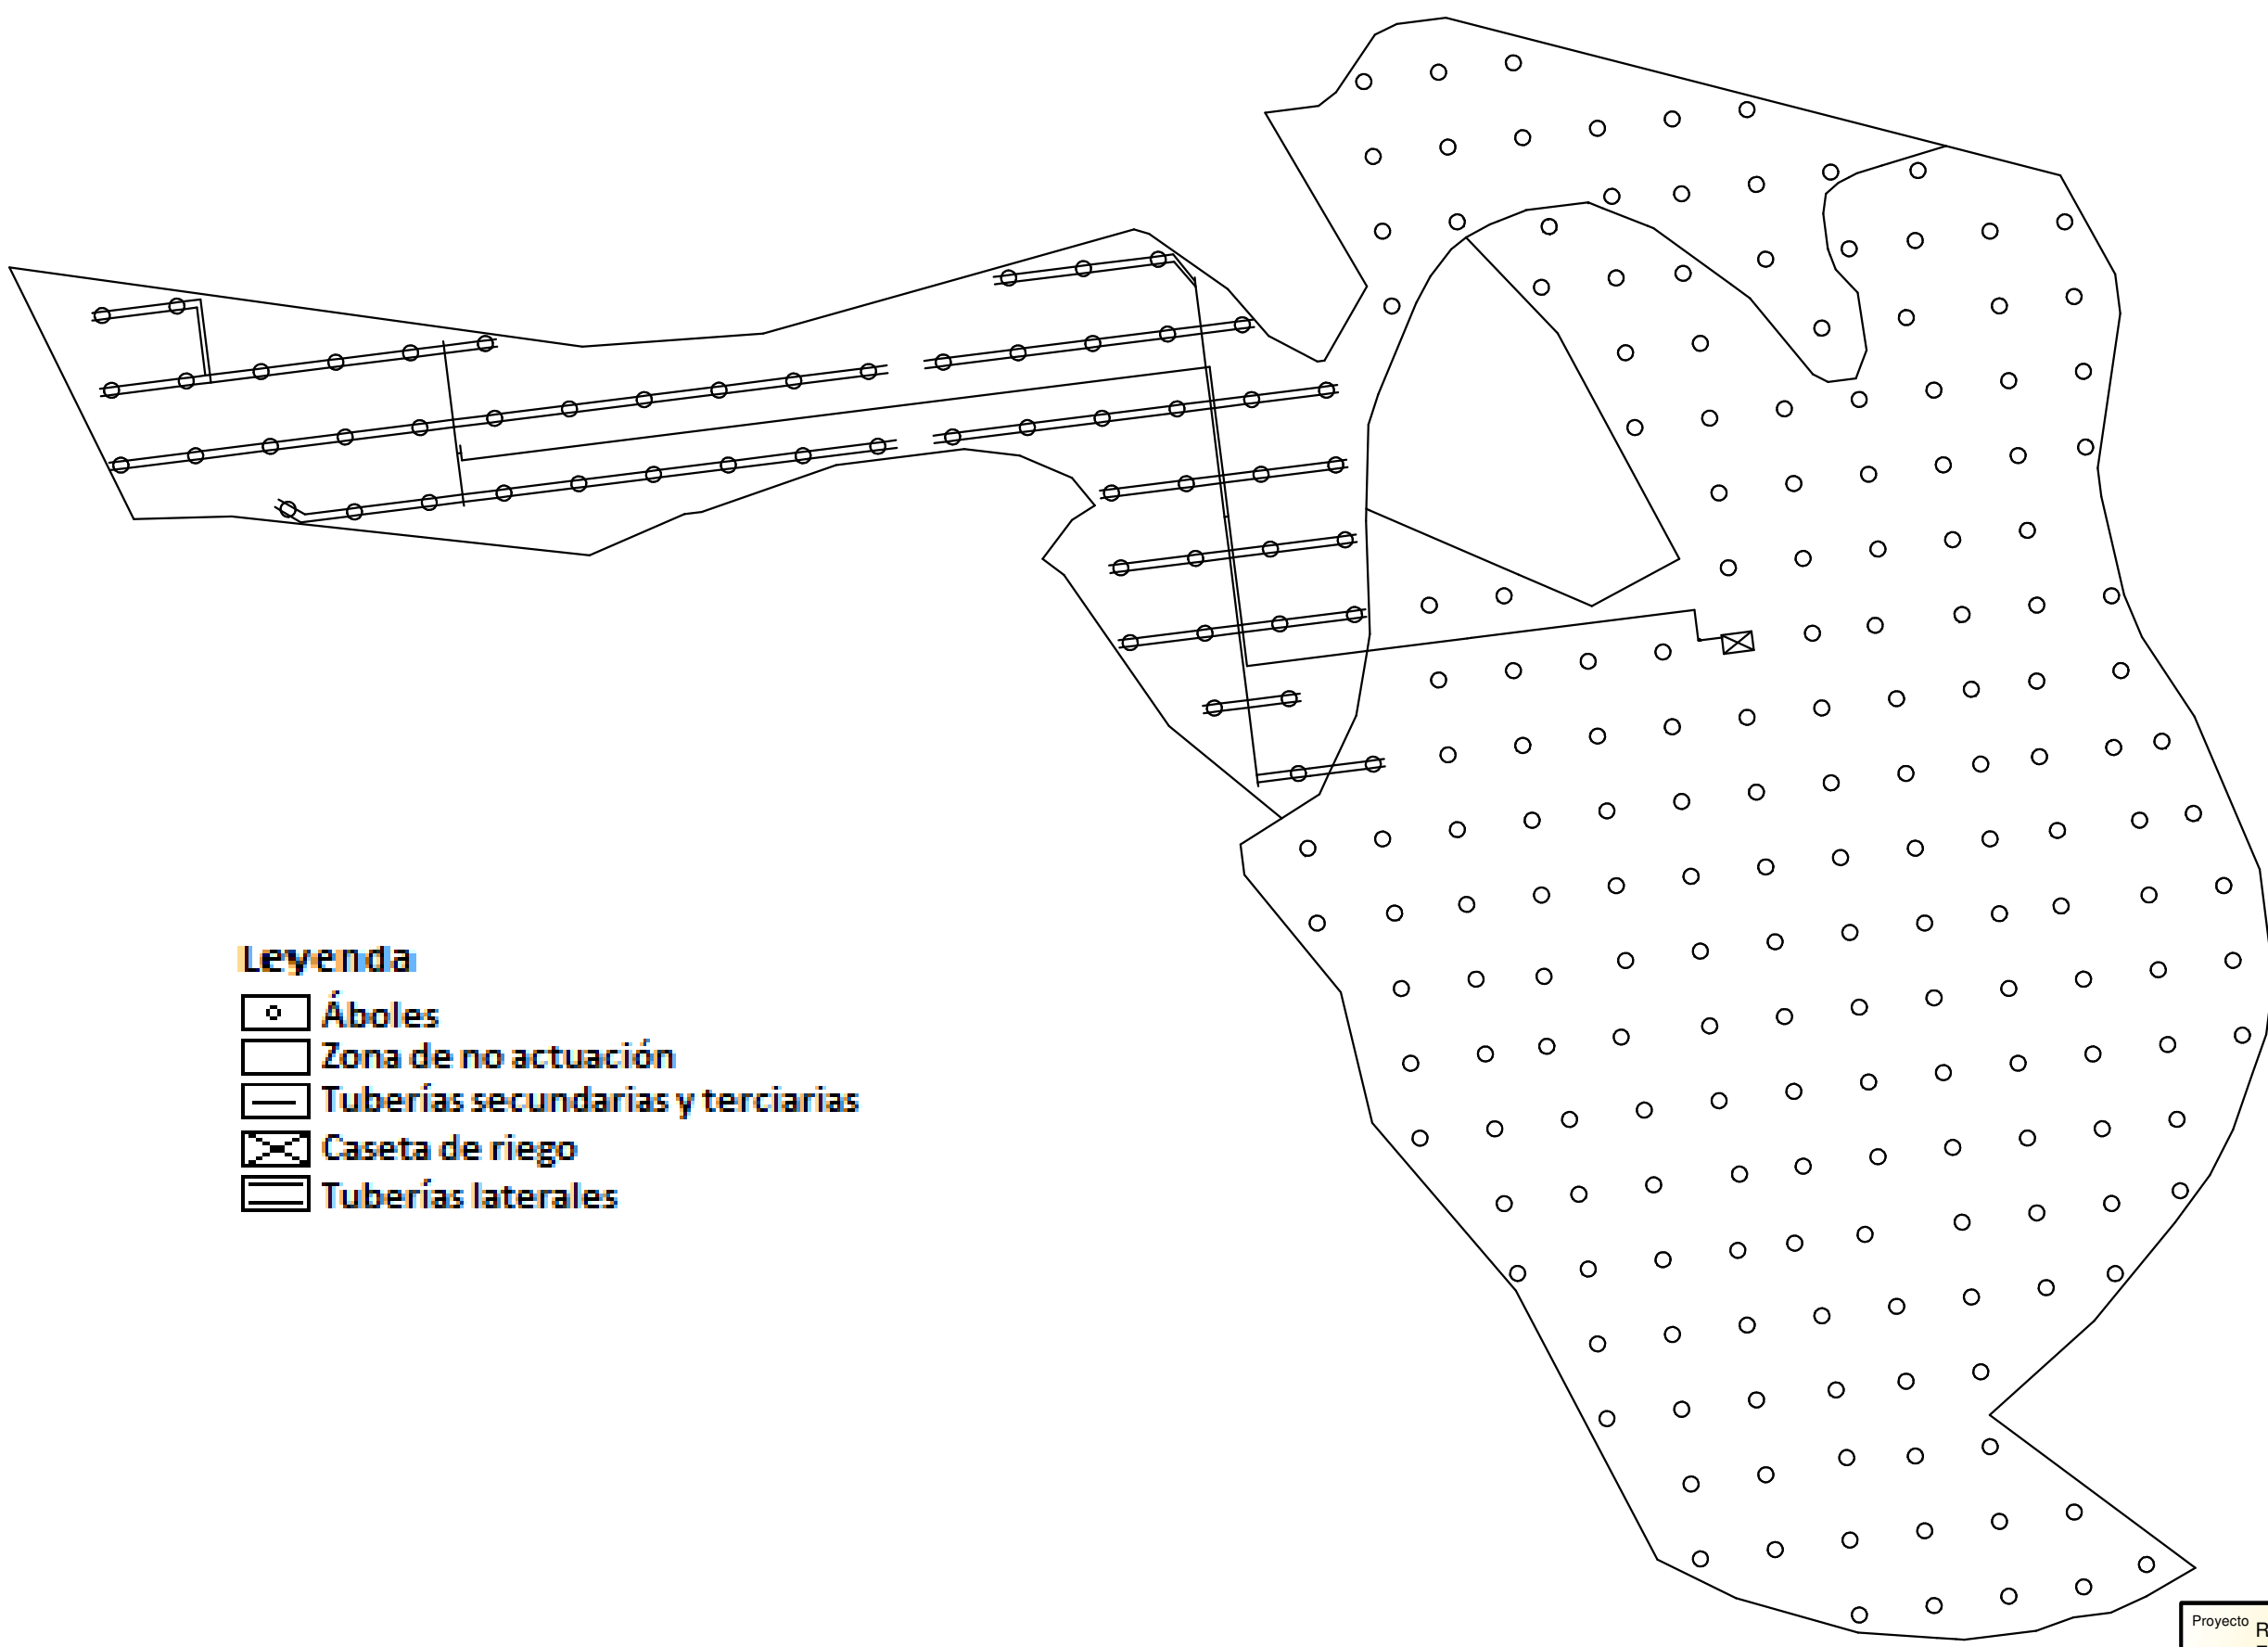 Leyenda
Áboles
Zona de no actuación
Tuberías secundarias y terciarias
Caseta de riego
Tuberías laterales
Proyecto